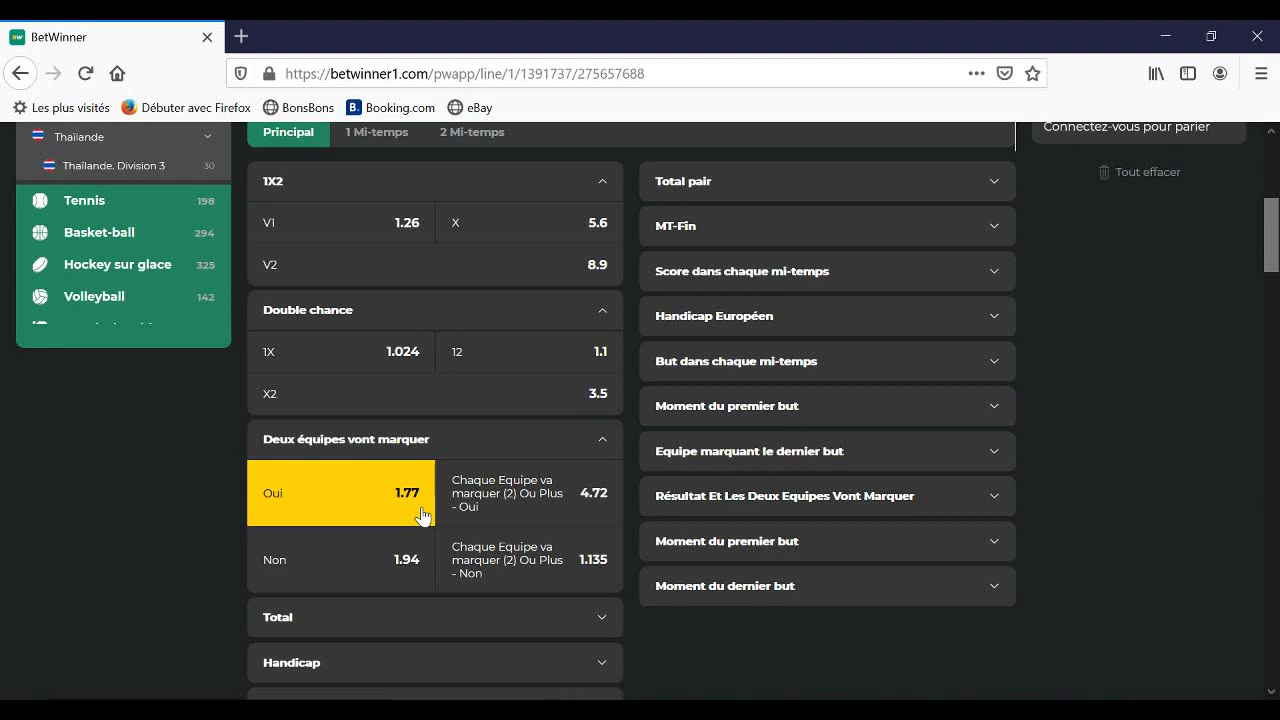 BetWinner
https://betwinner1.com/pwapp/line/1/1391737/275657688
Les plus visités
Débuter avec Firefox
BonsBons
Booking.com
eBay
Thaïlande
Thaïlande. Division 3 30
Tennis 198
Basket-ball 294
Hockey sur glace 325
Volleyball 142
Principal
1 Mi-temps
2 Mi-temps
1X2
V1 1.26
X 5.6
V2 8.9
Double chance
1X 1.024
12 1.1
X2 3.5
Deux équipes vont marquer
Oui 1.77
Chaque Equipe va
marquer (2) Ou Plus 4.72
- Oui
Non 1.94
Chaque Equipe va
marquer (2) Ou Plus 1.135
- Non
Total
Handicap
Total pair
MT-Fin
Score dans chaque mi-temps
Handicap Européen
But dans chaque mi-temps
Moment du premier but
Equipe marquant le dernier but
Résultat Et Les Deux Equipes Vont Marquer
Moment du premier but
Moment du dernier but
Connectez-vous pour parier
Tout effacer